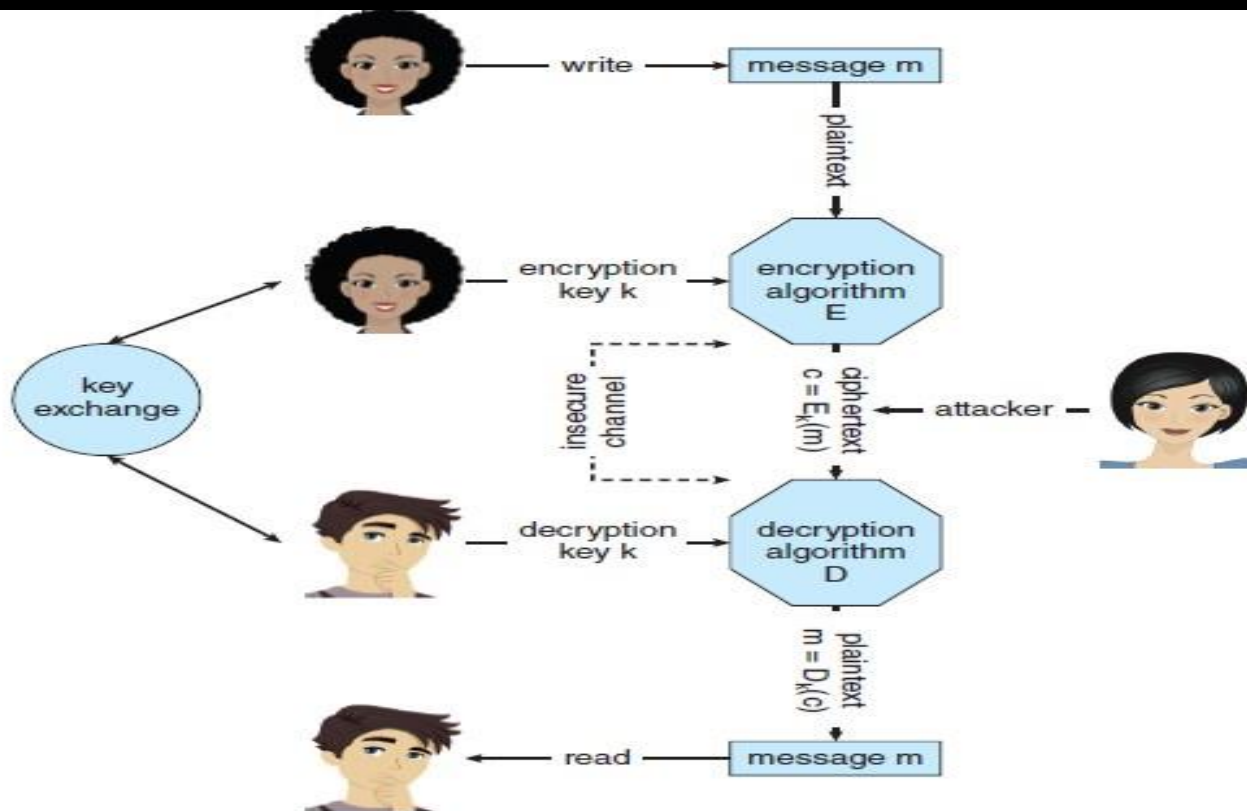 write
message m
plaintext
encryption
key k
encryption
algorithm
E
key
exchange
insecure
channel
ciphertext
c = Eₖ(m)
attacker
decryption
key k
decryption
algorithm
D
plaintext
m = Dₖ(c)
read
message m